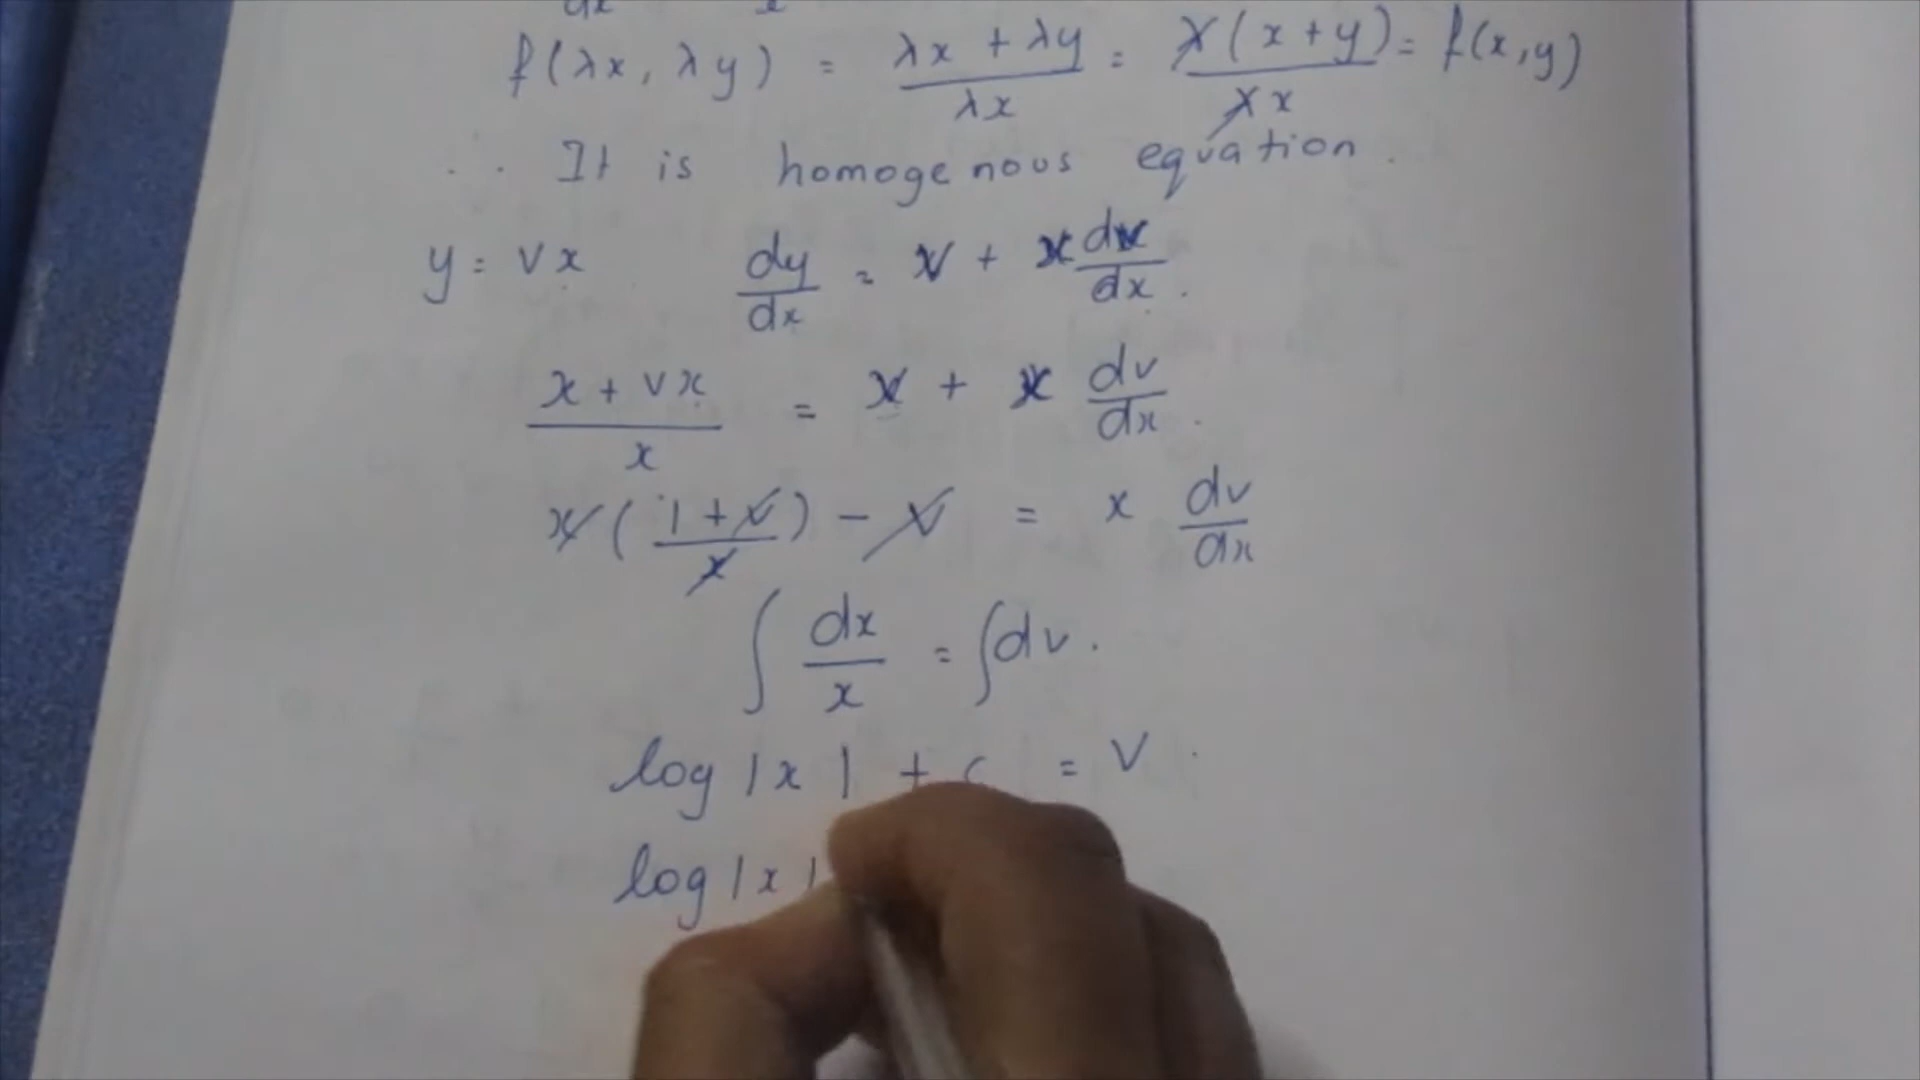 f(λx, λy) = λx + λy / λx = λ(x + y) / λx = f(x,y)
∴ It is homogenous equation.
y = vx dy/dx = v + x dv/dx.
x + vx / x = v + x dv/dx.
x(1+v / x) - v = x dv/dx
∫ dx/x = ∫dv.
log |x| + c = v
log |x|